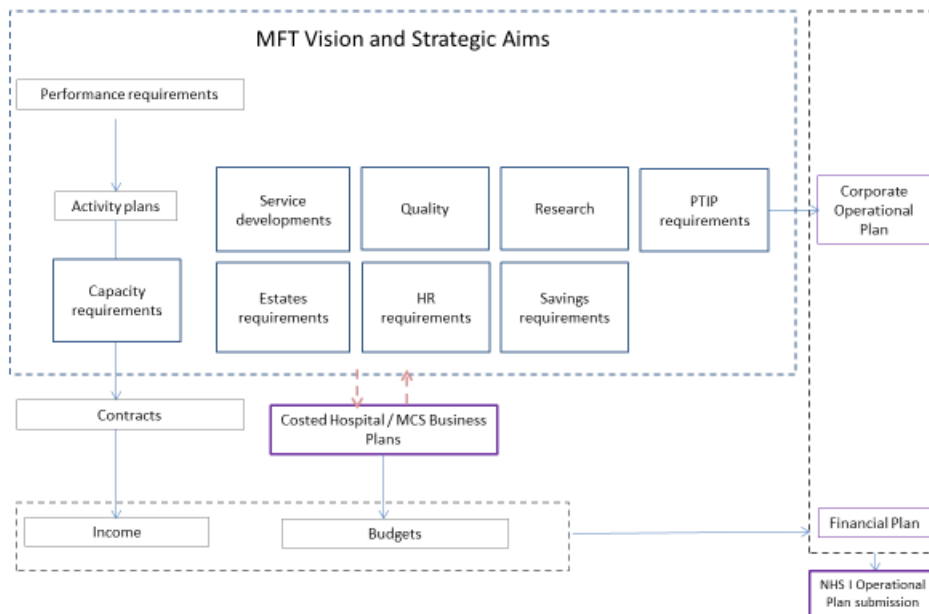 MFT Vision and Strategic Aims
Performance requirements
Activity plans
Capacity
requirements
Service
developments
Quality
Research
PTIP
requirements
Estates
requirements
HR
requirements
Savings
requirements
Corporate
Operational
Plan
Contracts
Costed Hospital / MCS Business
Plans
Income
Budgets
Financial Plan
NHS I Operational
Plan submission